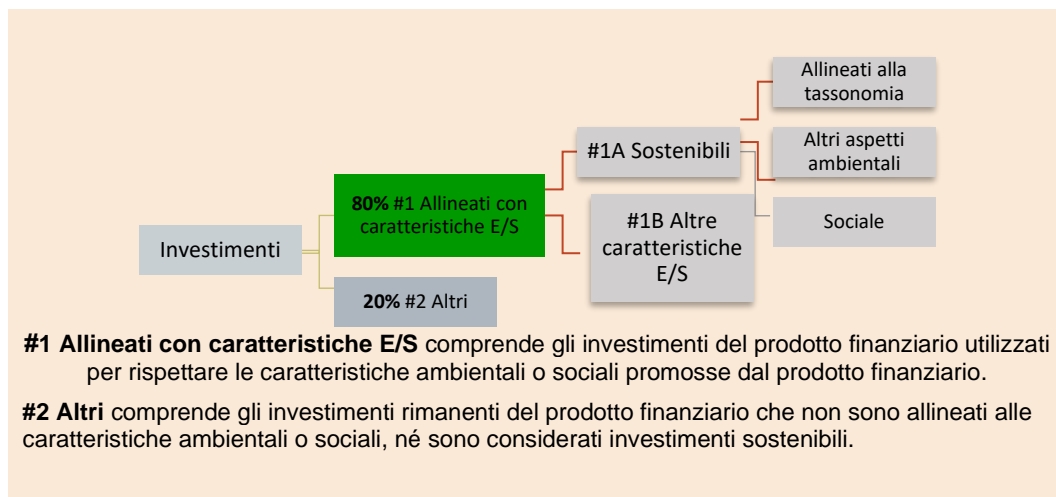 Investimenti
80% #1 Allineati con
caratteristiche E/S
20% #2 Altri
#1A Sostenibili
#1B Altre
caratteristiche
E/S
Allineati alla
tassonomia
Altri aspetti
ambientali
Sociale
#1 Allineati con caratteristiche E/S comprende gli investimenti del prodotto finanziario utilizzati
per rispettare le caratteristiche ambientali o sociali promosse dal prodotto finanziario.
#2 Altri comprende gli investimenti rimanenti del prodotto finanziario che non sono allineati alle
caratteristiche ambientali o sociali, né sono considerati investimenti sostenibili.